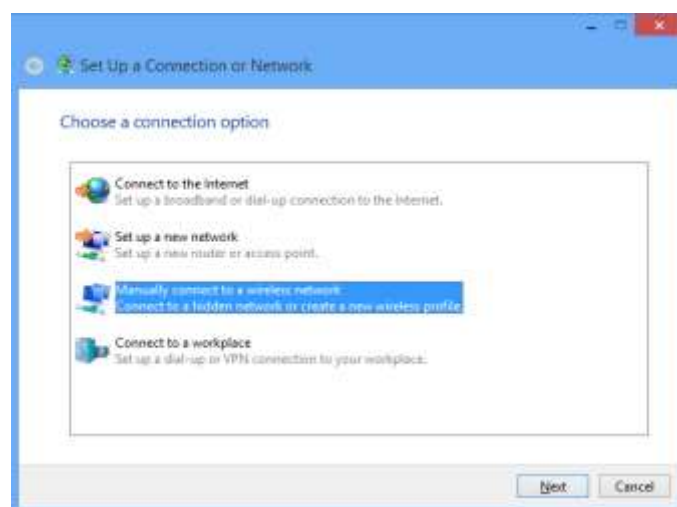 Set Up a Connection or Network
Choose a connection option
Connect to the Internet
Set up a broadband or dial-up connection to the Internet.
Set up a new network
Set up a new router or access point.
Manually connect to a wireless network
Connect to a hidden network or create a new wireless profile.
Connect to a workplace
Set up a dial-up or VPN connection to your workplace.
Next
Cancel